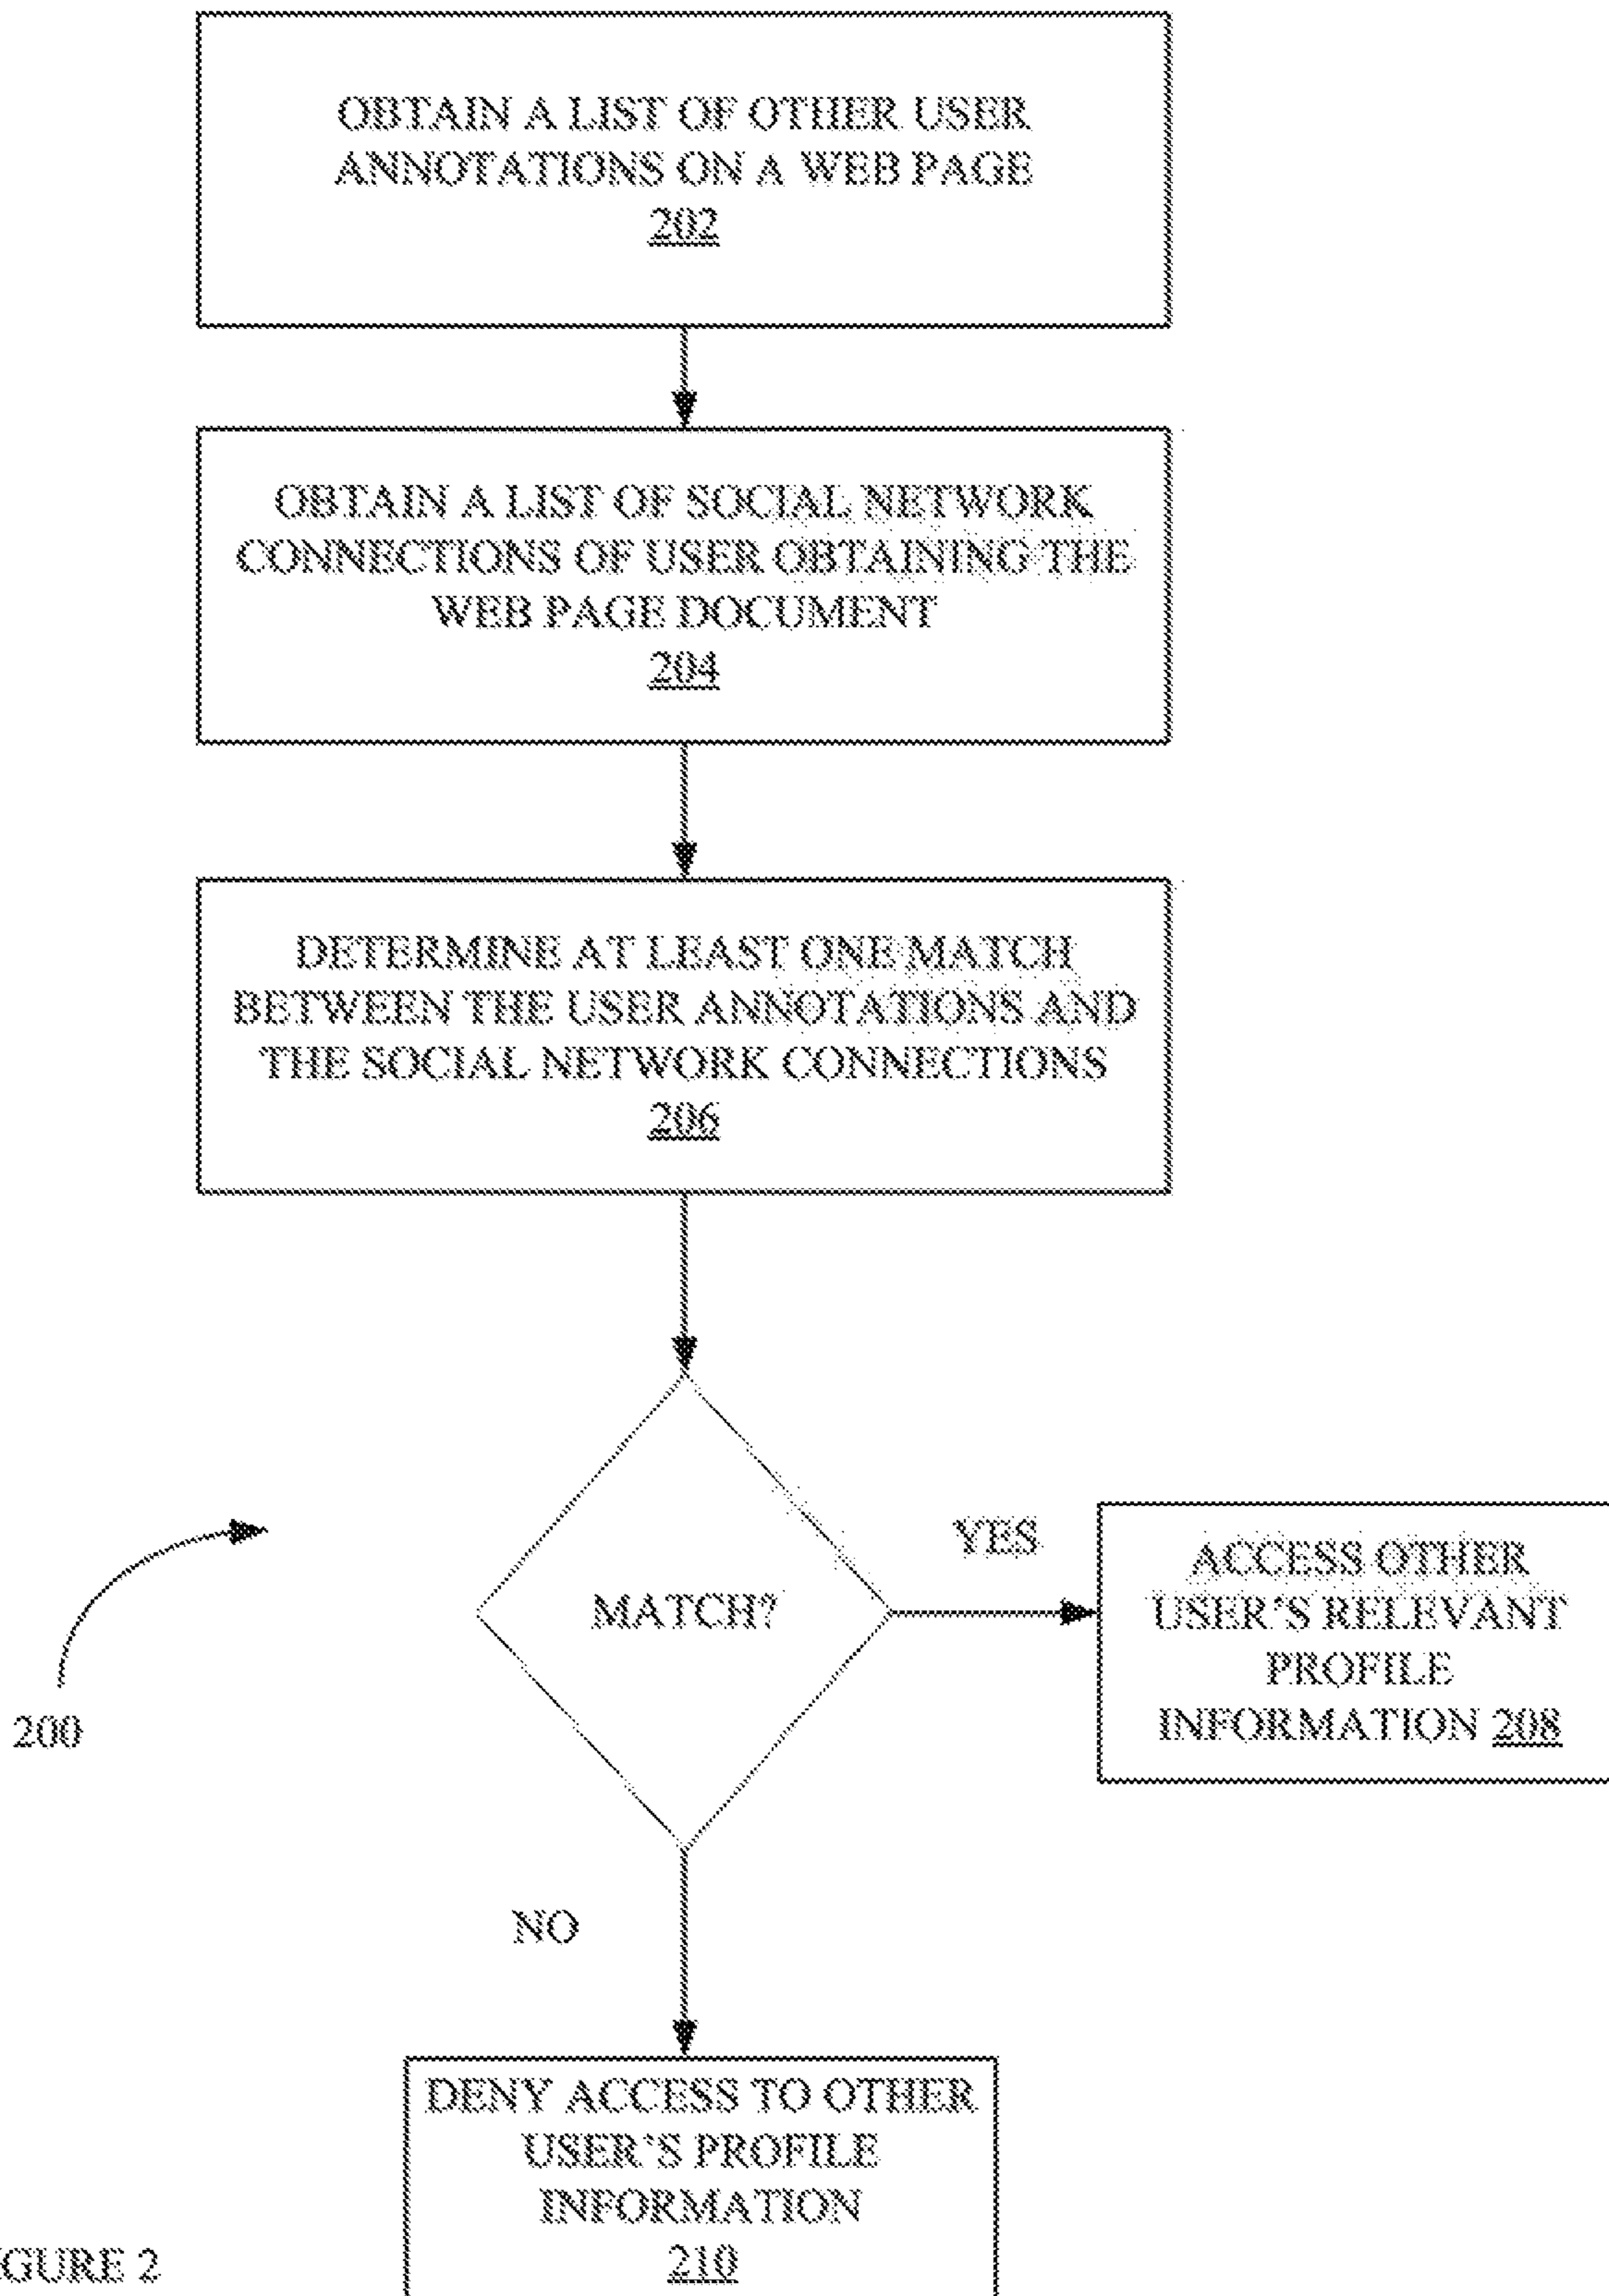 OBTAIN A LIST OF OTHER USER
ANNOTATIONS ON A WEB PAGE
202
OBTAIN A LIST OF SOCIAL NETWORK
CONNECTIONS OF USER OBTAINING THE
WEB PAGE DOCUMENT
204
DETERMINE AT LEAST ONE MATCH
BETWEEN THE USER ANNOTATIONS AND
THE SOCIAL NETWORK CONNECTIONS
206
MATCH?
YES
ACCESS OTHER
USER'S RELEVANT
PROFILE
INFORMATION 208
200
NO
DENY ACCESS TO OTHER
USER'S PROFILE
INFORMATION
210
IGURE 2